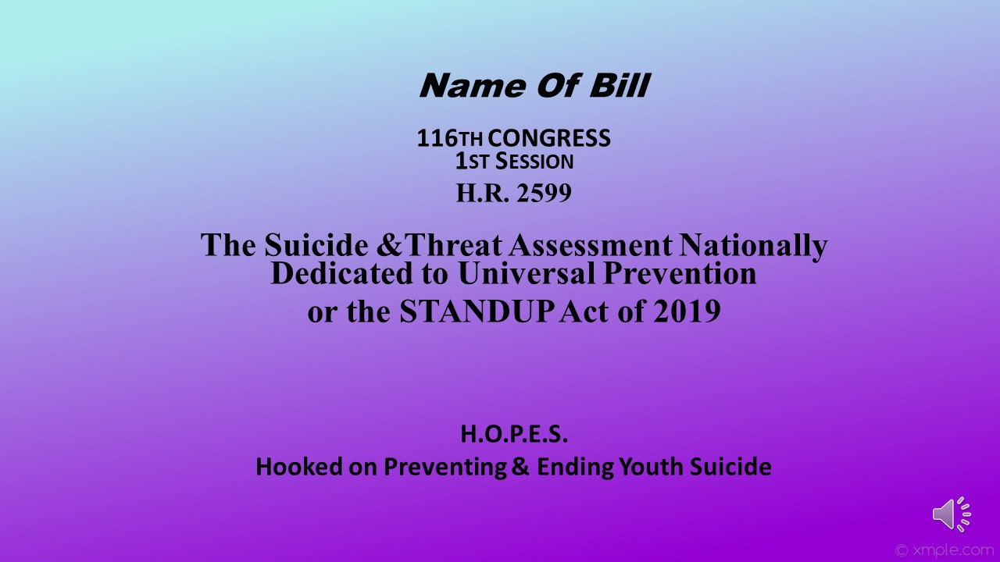 Name Of Bill
116TH CONGRESS
1ST SESSION
H.R. 2599
The Suicide &Threat Assessment Nationally
Dedicated to Universal Prevention
or the STANDUP Act of 2019
H.O.P.E.S.
Hooked on Preventing & Ending Youth Suicide
© xmple.com